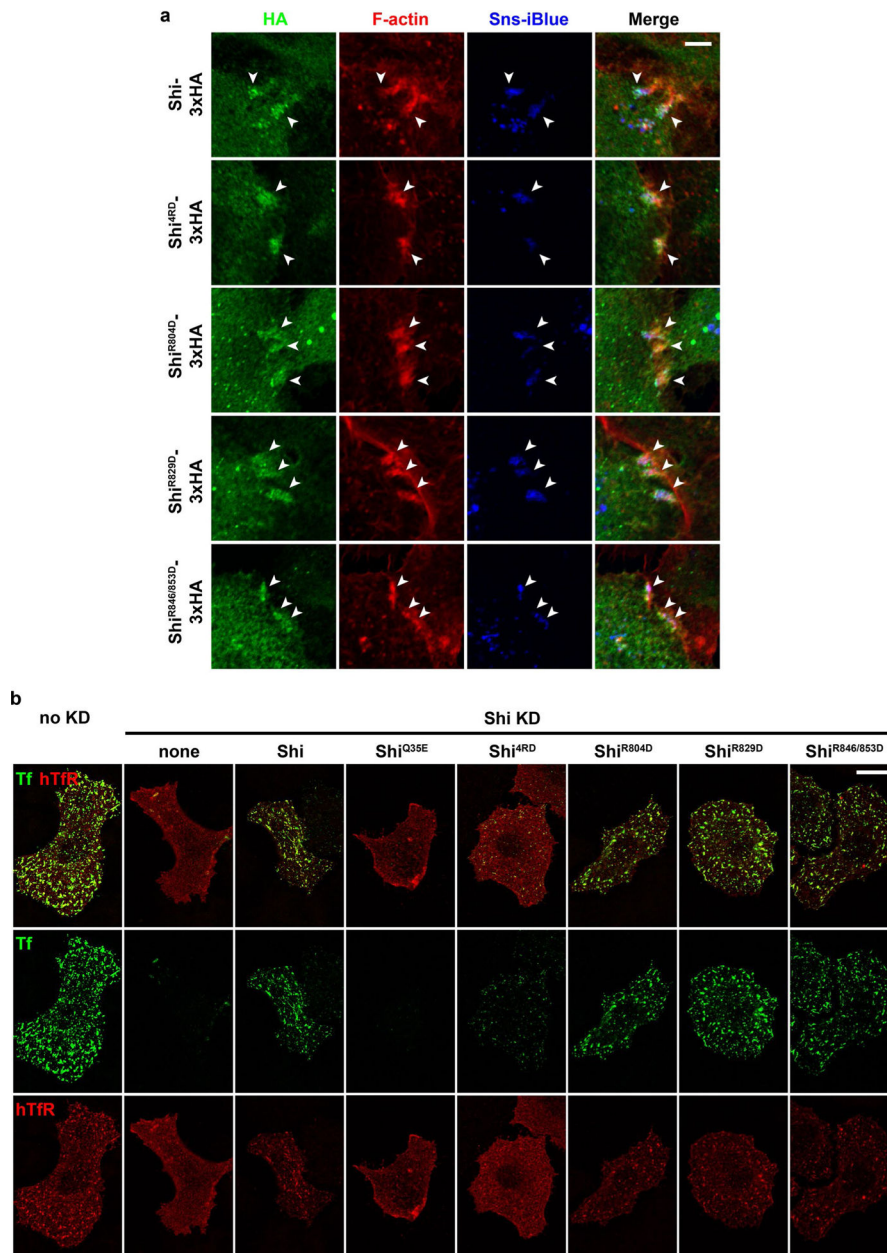 a
HA F-actin Sns-iBlue Merge
Shi-
3xHA
Shi4RD-
3xHA
ShiR804D-
3xHA
ShiR829D-
3xHA
ShiR846/853D-
3xHA
b
no KD Shi KD
none Shi ShiQ35E Shi4RD ShiR804D ShiR829D ShiR846/853D
Tf hTfR
Tf
hTfR